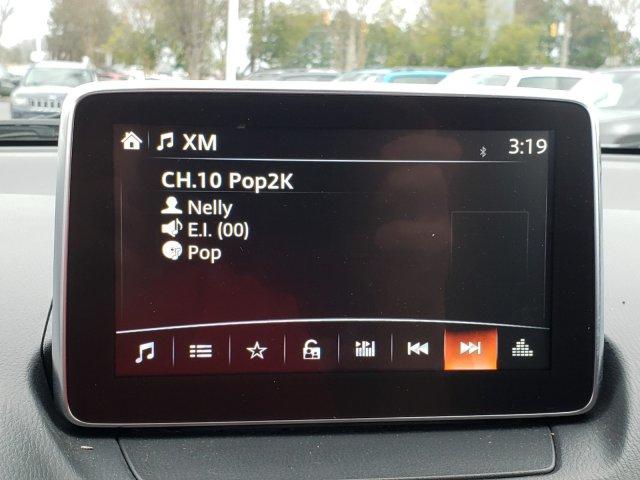 XM 3:19
CH.10 Pop2K
Nelly
E.I. (00)
Pop